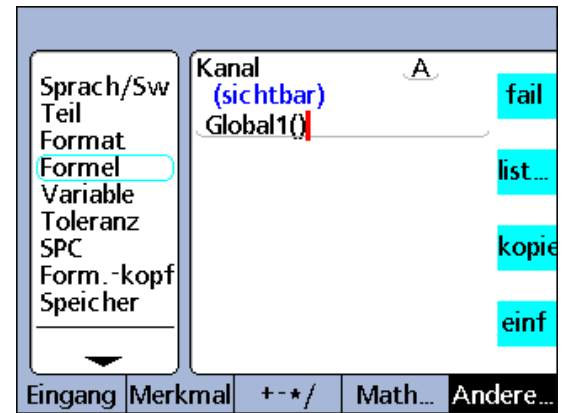 Sprach/Sw
Teil
Format
Formel
Variable
Toleranz
SPC
Form.-kopf
Speicher
Kanal A
(sichtbar)
Global1()
fail
list...
kopie
einf
Eingang Merkmal +-*/ Math... Andere...